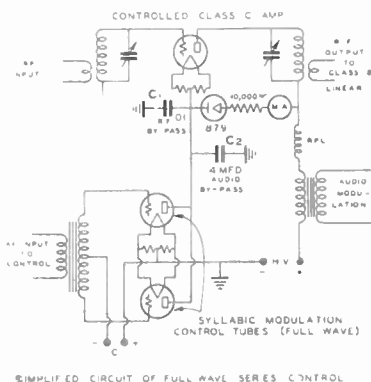 CONTROLLED CLASS C AMP
RF
INPUT
RF
OUTPUT
TO
CLASS B
LINEAR
C1
RF .01
BY-PASS
879
10,000 ω
MA
C2
4 MFD
AUDIO
BY-PASS
RFC
AUDIO
MODU-
LATION
INPUT
TO
CONTROL
HV
-
SYLLABIC MODULATION
CONTROL TUBES (FULL WAVE)
- C +
SIMPLIFIED CIRCUIT OF FULL WAVE SERIES CONTROL